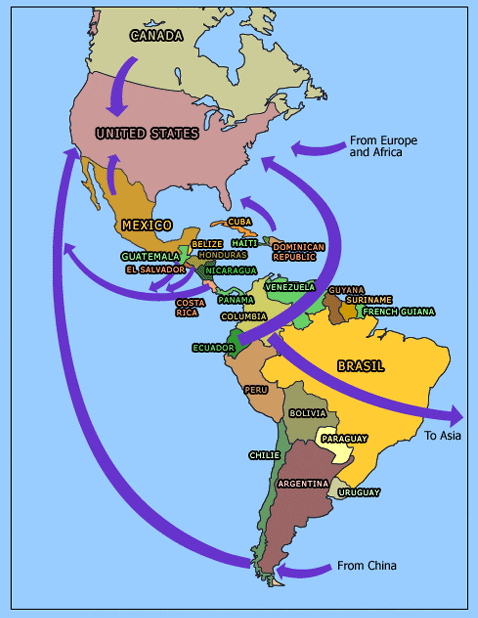 CANADA
UNITED STATES
From Europe
and Africa
MEXICO
CUBA
BELIZE
HAITI
DOMINICAN
REPUBLIC
GUATEMALA
HONDURAS
EL SALVADOR
NICARAGUA
COSTA
RICA
PANAMA
VENEZUELA
GUYANA
SURINAME
FRENCH GUIANA
COLUMBIA
ECUADOR
BRASIL
PERU
BOLIVIA
PARAGUAY
To Asia
CHILIE
ARGENTINA
URUGUAY
From China